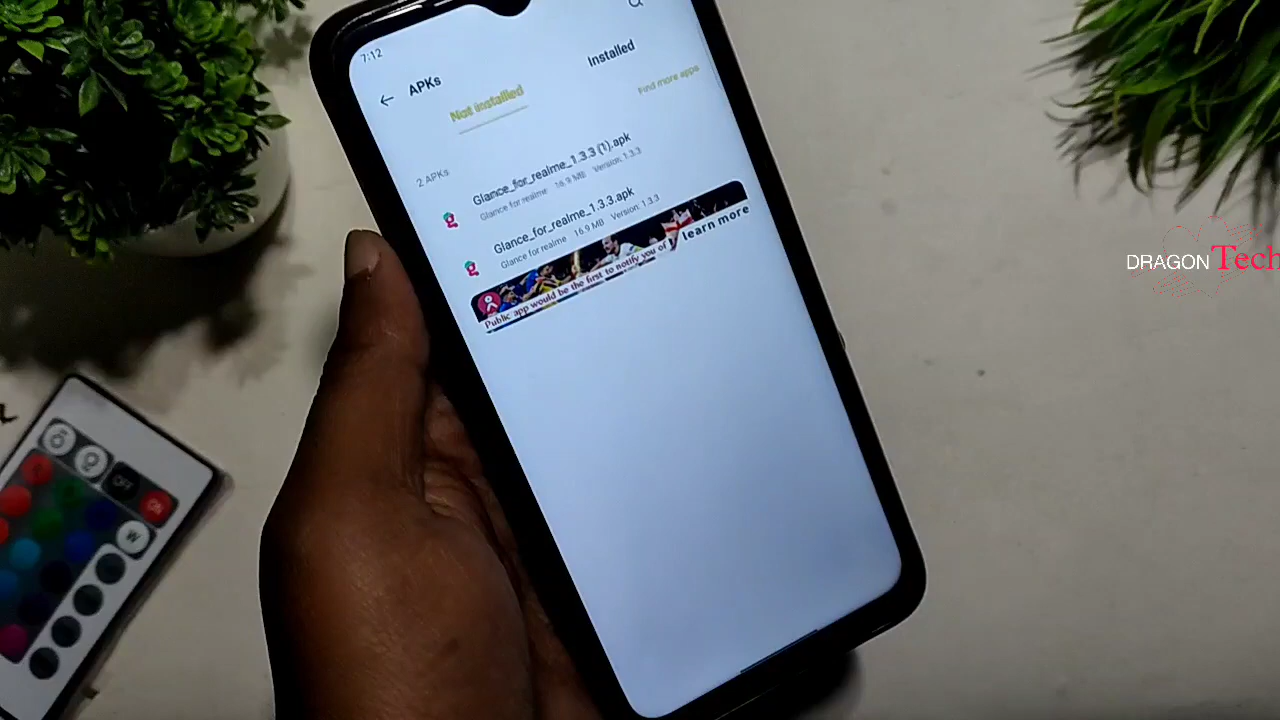 7:12
APKs
Not installed
Installed
Find more apps
2 APKs
Glance_for_realme_1.3.3 (1).apk
Glance for realme 16.9 MB Version: 1.3.3
Glance_for_realme_1.3.3.apk
Glance for realme 16.9 MB Version: 1.3.3
learn more
Public app would be the first to notify you of
DRAGON Tech
OFF
ON
W